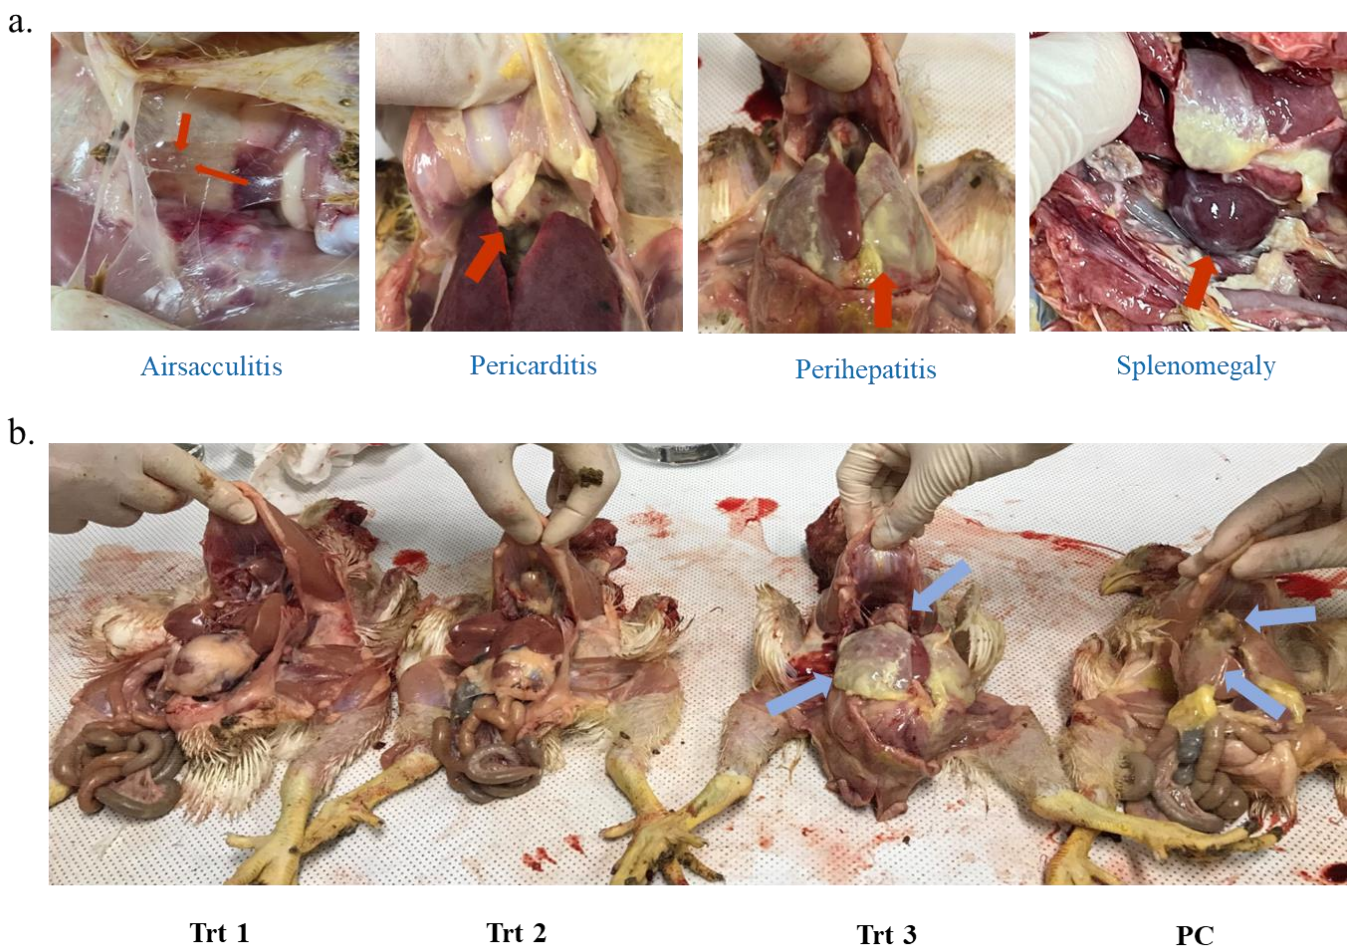 a.
Airsacculitis
Pericarditis
Perihepatitis
Splenomegaly
b.
Trt 1
Trt 2
Trt 3
PC